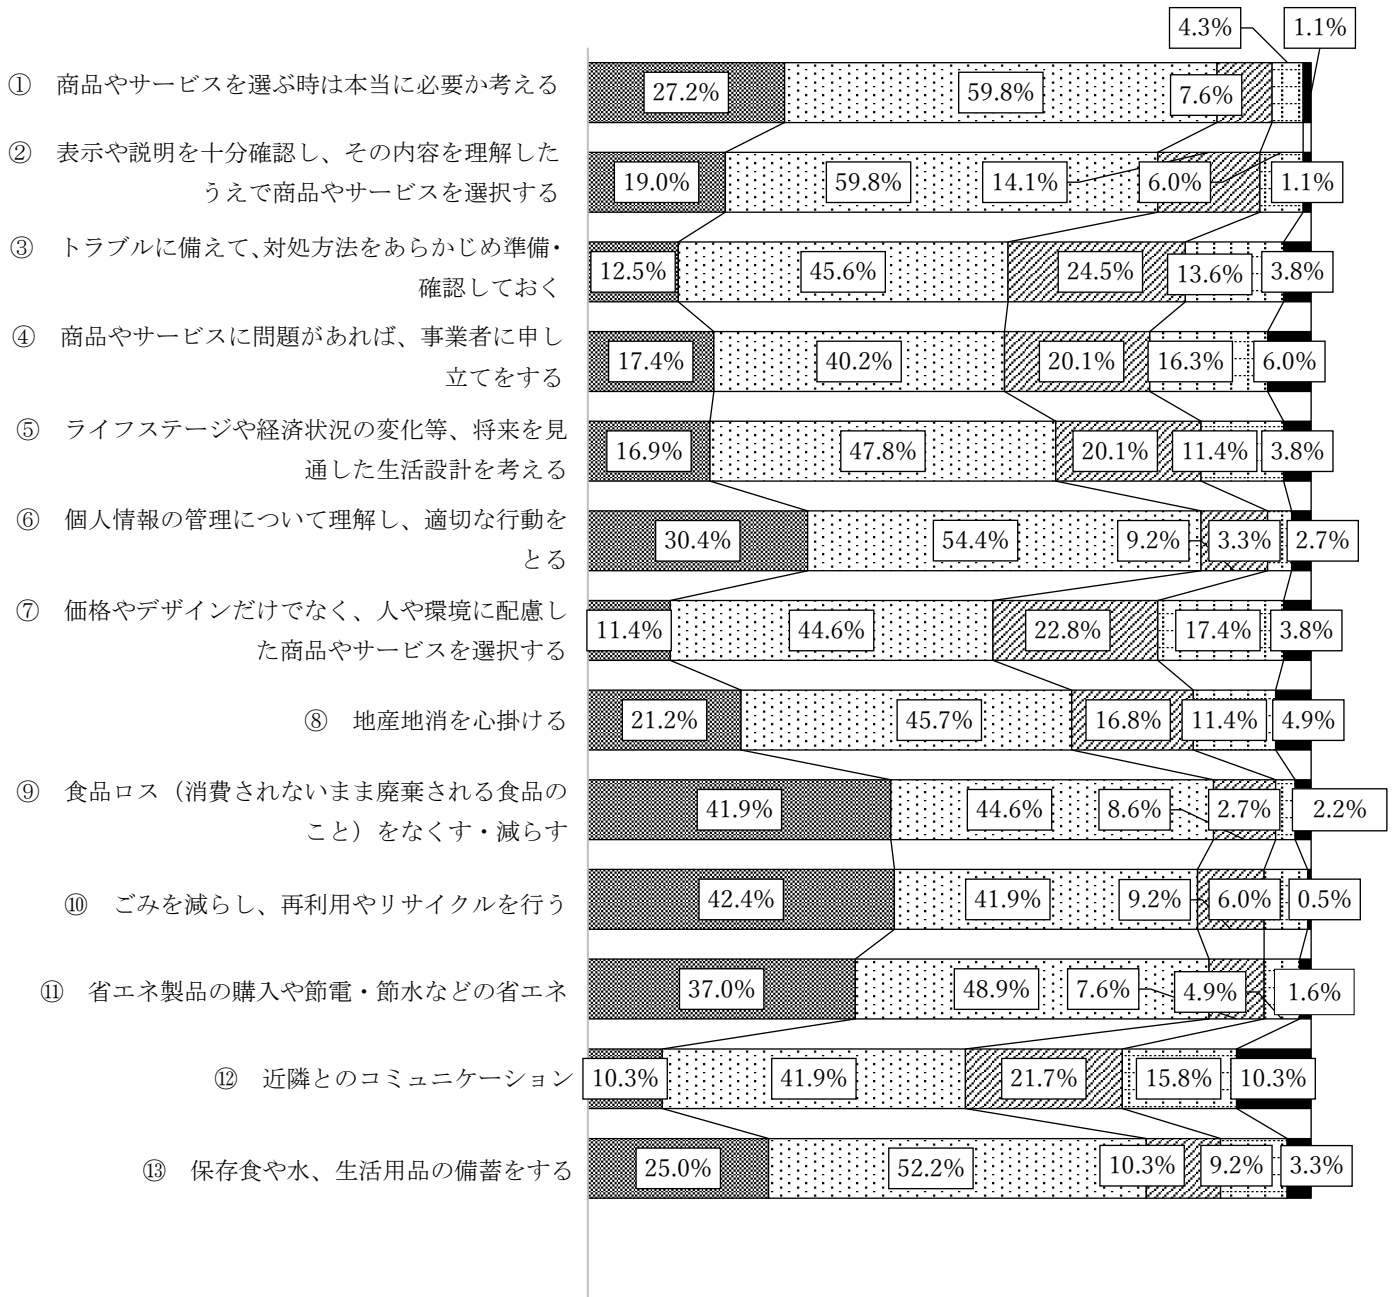 4.3% 1.1%
① 商品やサービスを選ぶ時は本当に必要か考える
27.2% 59.8% 7.6%
② 表示や説明を十分確認し、その内容を理解した
うえで商品やサービスを選択する
19.0% 59.8% 14.1% 6.0% 1.1%
③ トラブルに備えて、対処方法をあらかじめ準備・
確認しておく
12.5% 45.6% 24.5% 13.6% 3.8%
④ 商品やサービスに問題があれば、事業者に申し
立てをする
17.4% 40.2% 20.1% 16.3% 6.0%
⑤ ライフステージや経済状況の変化等、将来を見
通した生活設計を考える
16.9% 47.8% 20.1% 11.4% 3.8%
⑥ 個人情報の管理について理解し、適切な行動を
とる
30.4% 54.4% 9.2% 3.3% 2.7%
⑦ 価格やデザインだけでなく、人や環境に配慮し
た商品やサービスを選択する
11.4% 44.6% 22.8% 17.4% 3.8%
⑧ 地産地消を心掛ける
21.2% 45.7% 16.8% 11.4% 4.9%
⑨ 食品ロス（消費されないまま廃棄される食品の
こと）をなくす・減らす
41.9% 44.6% 8.6% 2.7% 2.2%
⑩ ごみを減らし、再利用やリサイクルを行う
42.4% 41.9% 9.2% 6.0% 0.5%
⑪ 省エネ製品の購入や節電・節水などの省エネ
37.0% 48.9% 7.6% 4.9% 1.6%
⑫ 近隣とのコミュニケーション
10.3% 41.9% 21.7% 15.8% 10.3%
⑬ 保存食や水、生活用品の備蓄をする
25.0% 52.2% 10.3% 9.2% 3.3%